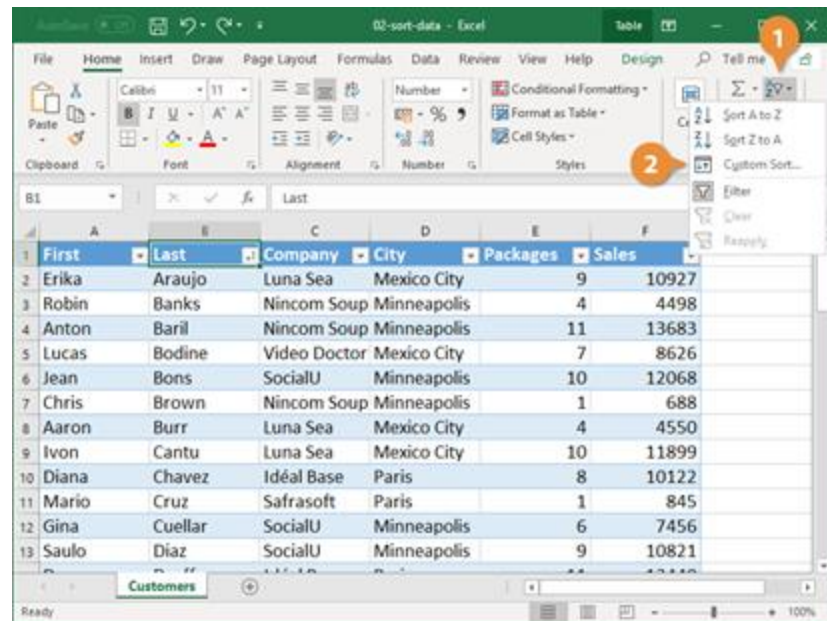 AutoSave
02-sort-data - Excel
Table
1
File Home Insert Draw Page Layout Formulas Data Review View Help Design Tell me
Paste
Calibri 11
B I U A A
A
Number
% 9
Conditional Formatting
Format as Table
Cell Styles
Σ
Clipboard Font Alignment Number Styles
Sort A to Z
Sort Z to A
2 Custom Sort...
Filter
Clear
Reapply
B1 fx Last
A B C D E F
1 First Last Company City Packages Sales
2 Erika Araujo Luna Sea Mexico City 9 10927
3 Robin Banks Nincom Soup Minneapolis 4 4498
4 Anton Baril Nincom Soup Minneapolis 11 13683
5 Lucas Bodine Video Doctor Mexico City 7 8626
6 Jean Bons SocialU Minneapolis 10 12068
7 Chris Brown Nincom Soup Minneapolis 1 688
8 Aaron Burr Luna Sea Mexico City 4 4550
9 Ivon Cantu Luna Sea Mexico City 10 11899
10 Diana Chavez Idéal Base Paris 8 10122
11 Mario Cruz Safrasoft Paris 1 845
12 Gina Cuellar SocialU Minneapolis 6 7456
13 Saulo Diaz SocialU Minneapolis 9 10821
Customers
Ready 100%